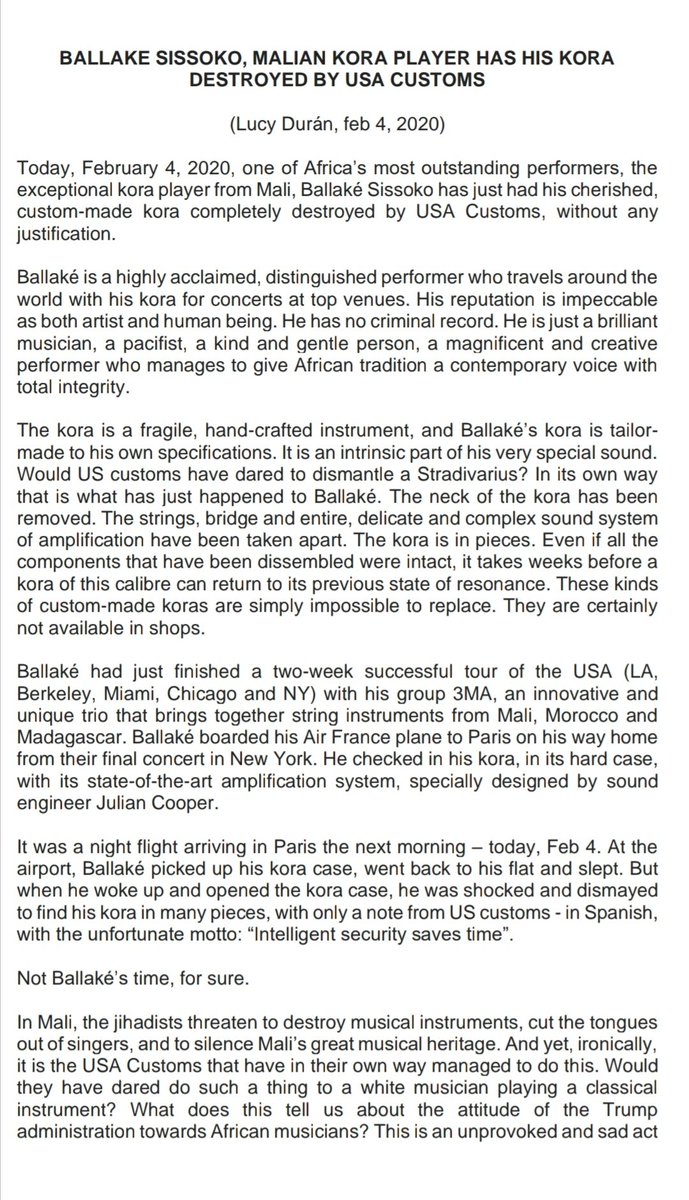 BALLAKE SISSOKO, MALIAN KORA PLAYER HAS HIS KORA
DESTROYED BY USA CUSTOMS
(Lucy Durán, feb 4, 2020)
Today, February 4, 2020, one of Africa’s most outstanding performers, the
exceptional kora player from Mali, Ballaké Sissoko has just had his cherished,
custom-made kora completely destroyed by USA Customs, without any
justification.
Ballaké is a highly acclaimed, distinguished performer who travels around the
world with his kora for concerts at top venues. His reputation is impeccable
as both artist and human being. He has no criminal record. He is just a brilliant
musician, a pacifist, a kind and gentle person, a magnificent and creative
performer who manages to give African tradition a contemporary voice with
total integrity.
The kora is a fragile, hand-crafted instrument, and Ballaké’s kora is tailor-
made to his own specifications. It is an intrinsic part of his very special sound.
Would US customs have dared to dismantle a Stradivarius? In its own way
that is what has just happened to Ballaké. The neck of the kora has been
removed. The strings, bridge and entire, delicate and complex sound system
of amplification have been taken apart. The kora is in pieces. Even if all the
components that have been dissembled were intact, it takes weeks before a
kora of this calibre can return to its previous state of resonance. These kinds
of custom-made koras are simply impossible to replace. They are certainly
not available in shops.
Ballaké had just finished a two-week successful tour of the USA (LA,
Berkeley, Miami, Chicago and NY) with his group 3MA, an innovative and
unique trio that brings together string instruments from Mali, Morocco and
Madagascar. Ballaké boarded his Air France plane to Paris on his way home
from their final concert in New York. He checked in his kora, in its hard case,
with its state-of-the-art amplification system, specially designed by sound
engineer Julian Cooper.
It was a night flight arriving in Paris the next morning – today, Feb 4. At the
airport, Ballaké picked up his kora case, went back to his flat and slept. But
when he woke up and opened the kora case, he was shocked and dismayed
to find his kora in many pieces, with only a note from US customs - in Spanish,
with the unfortunate motto: “Intelligent security saves time”.
Not Ballaké’s time, for sure.
In Mali, the jihadists threaten to destroy musical instruments, cut the tongues
out of singers, and to silence Mali’s great musical heritage. And yet, ironically,
it is the USA Customs that have in their own way managed to do this. Would
they have dared do such a thing to a white musician playing a classical
instrument? What does this tell us about the attitude of the Trump
administration towards African musicians? This is an unprovoked and sad act